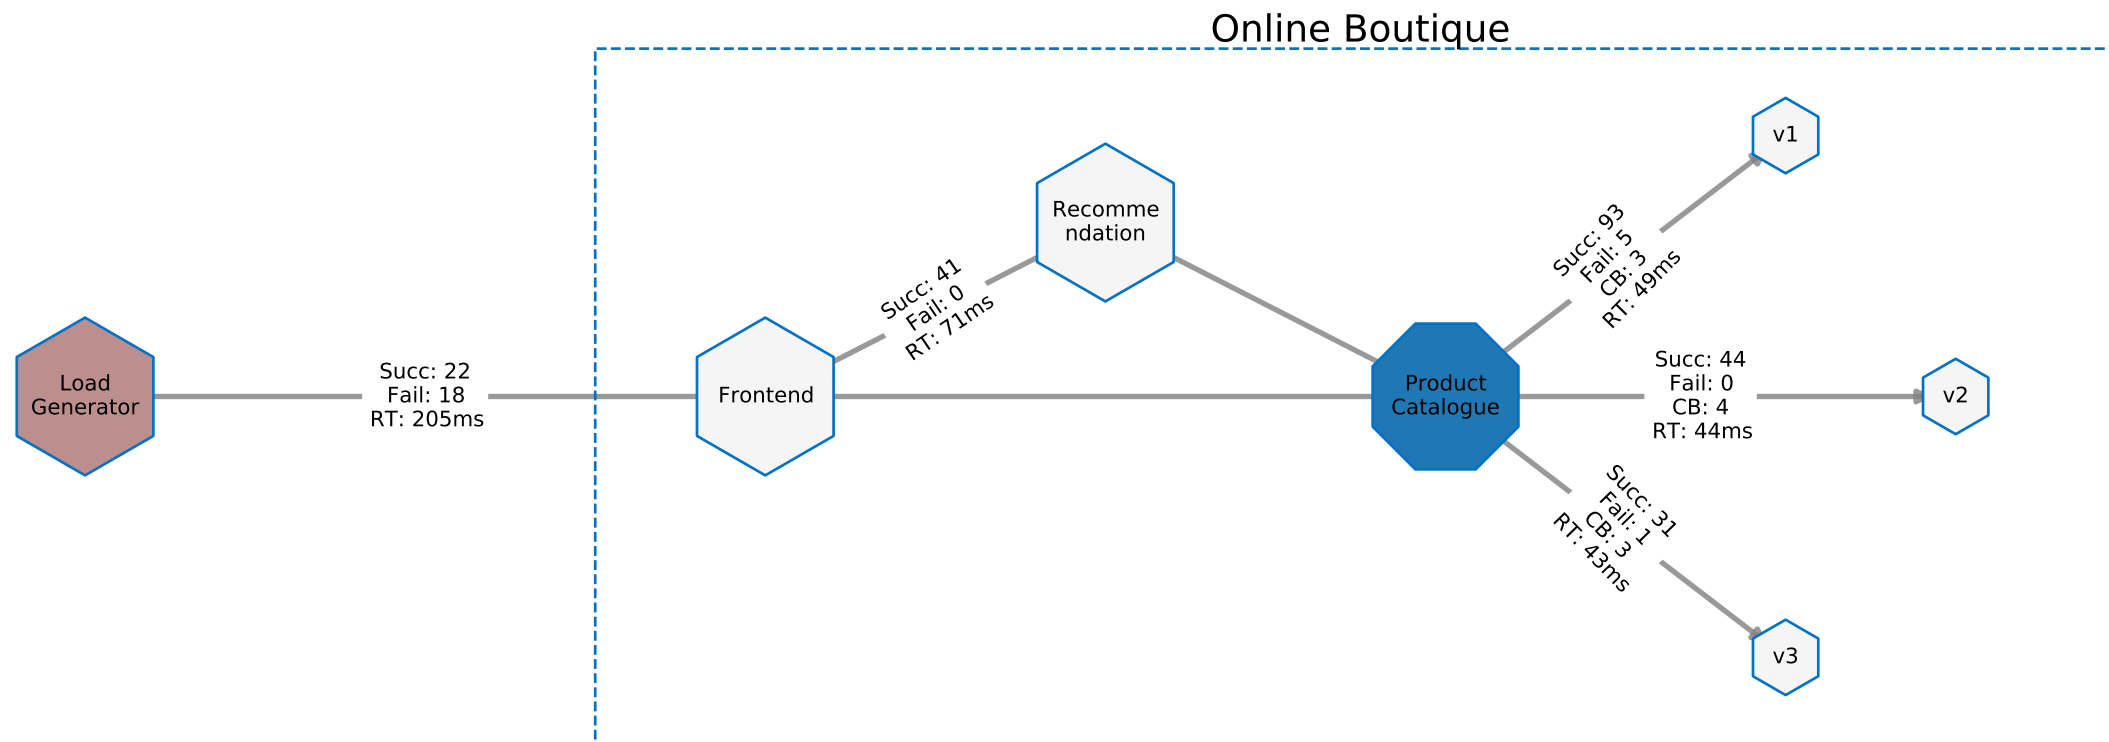 Online Boutique
Load
Generator
Succ: 22
Fail: 18
RT: 205ms
Frontend
Succ: 41
Fail: 0
RT: 71ms
Recomme
ndation
Product
Catalogue
Succ: 93
Fail: 5
CB: 3
RT: 49ms
v1
Succ: 44
Fail: 0
CB: 4
RT: 44ms
v2
Succ: 31
Fail: 1
CB: 3
RT: 43ms
v3